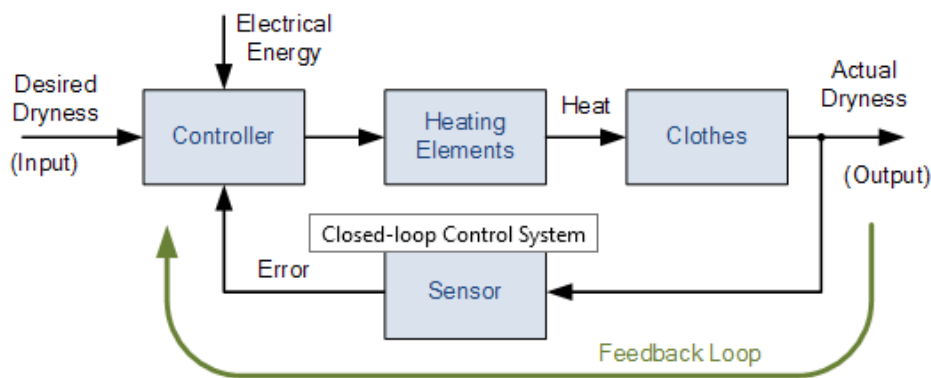 Electrical
Energy
Desired
Dryness
(Input)
Controller
Heating
Elements
Heat
Clothes
Actual
Dryness
(Output)
Closed-loop Control System
Error
Sensor
Feedback Loop